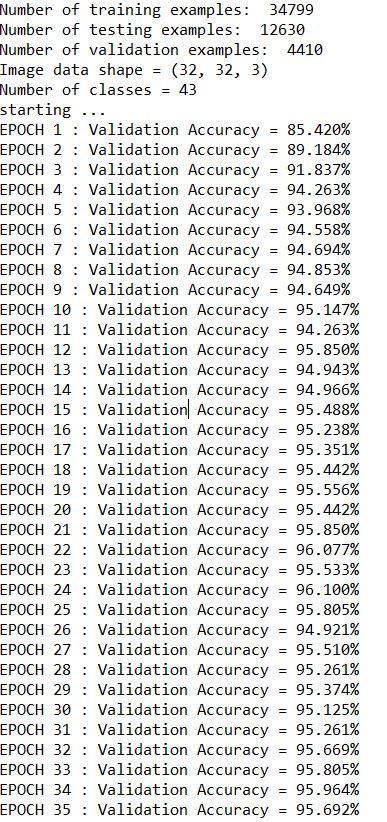 Number of training examples:  34799
Number of testing examples:  12630
Number of validation examples:  4410
Image data shape = (32, 32, 3)
Number of classes = 43
starting ...
EPOCH 1 : Validation Accuracy = 85.420%
EPOCH 2 : Validation Accuracy = 89.184%
EPOCH 3 : Validation Accuracy = 91.837%
EPOCH 4 : Validation Accuracy = 94.263%
EPOCH 5 : Validation Accuracy = 93.968%
EPOCH 6 : Validation Accuracy = 94.558%
EPOCH 7 : Validation Accuracy = 94.694%
EPOCH 8 : Validation Accuracy = 94.853%
EPOCH 9 : Validation Accuracy = 94.649%
EPOCH 10 : Validation Accuracy = 95.147%
EPOCH 11 : Validation Accuracy = 94.263%
EPOCH 12 : Validation Accuracy = 95.850%
EPOCH 13 : Validation Accuracy = 94.943%
EPOCH 14 : Validation Accuracy = 94.966%
EPOCH 15 : Validation Accuracy = 95.488%
EPOCH 16 : Validation Accuracy = 95.238%
EPOCH 17 : Validation Accuracy = 95.351%
EPOCH 18 : Validation Accuracy = 95.442%
EPOCH 19 : Validation Accuracy = 95.556%
EPOCH 20 : Validation Accuracy = 95.442%
EPOCH 21 : Validation Accuracy = 95.850%
EPOCH 22 : Validation Accuracy = 96.077%
EPOCH 23 : Validation Accuracy = 95.533%
EPOCH 24 : Validation Accuracy = 96.100%
EPOCH 25 : Validation Accuracy = 95.805%
EPOCH 26 : Validation Accuracy = 94.921%
EPOCH 27 : Validation Accuracy = 95.510%
EPOCH 28 : Validation Accuracy = 95.261%
EPOCH 29 : Validation Accuracy = 95.374%
EPOCH 30 : Validation Accuracy = 95.125%
EPOCH 31 : Validation Accuracy = 95.261%
EPOCH 32 : Validation Accuracy = 95.669%
EPOCH 33 : Validation Accuracy = 95.805%
EPOCH 34 : Validation Accuracy = 95.964%
EPOCH 35 : Validation Accuracy = 95.692%